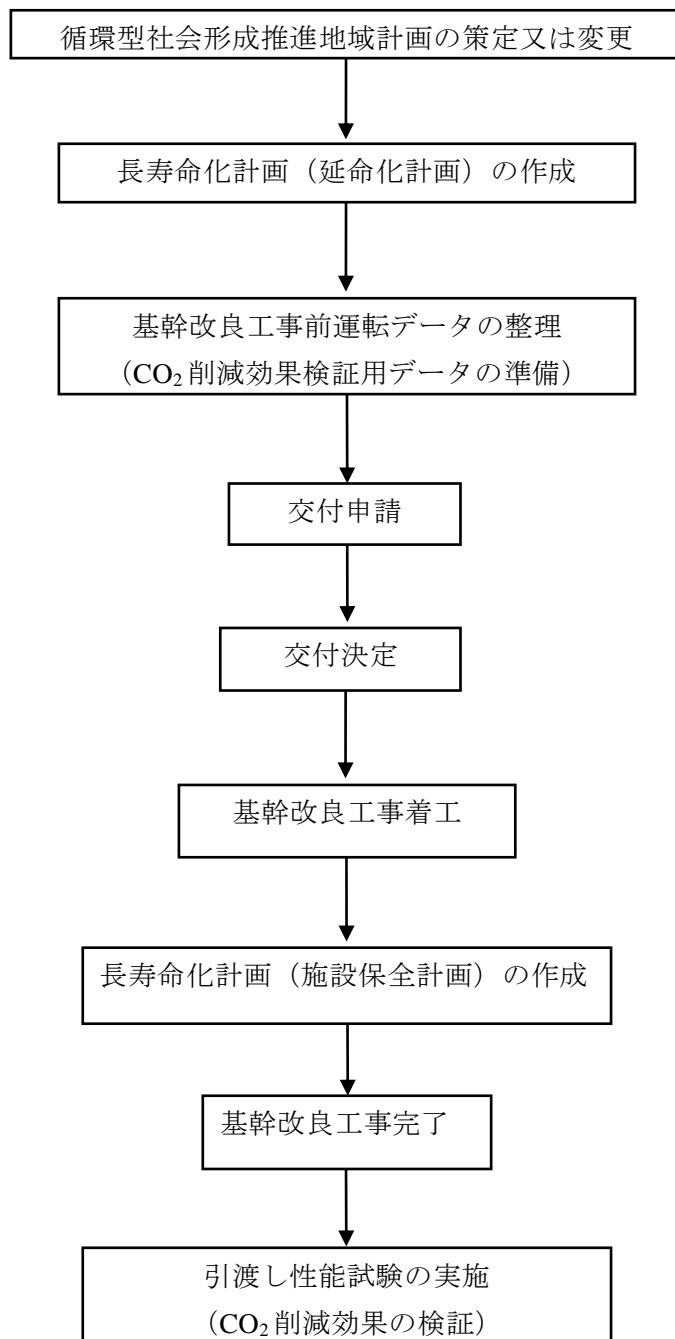 循環型社会形成推進地域計画の策定又は変更
長寿命化計画（延命化計画）の作成
基幹改良工事前運転データの整理
（CO₂削減効果検証用データの準備）
交付申請
交付決定
基幹改良工事着工
長寿命化計画（施設保全計画）の作成
基幹改良工事完了
引渡し性能試験の実施
（CO₂削減効果の検証）